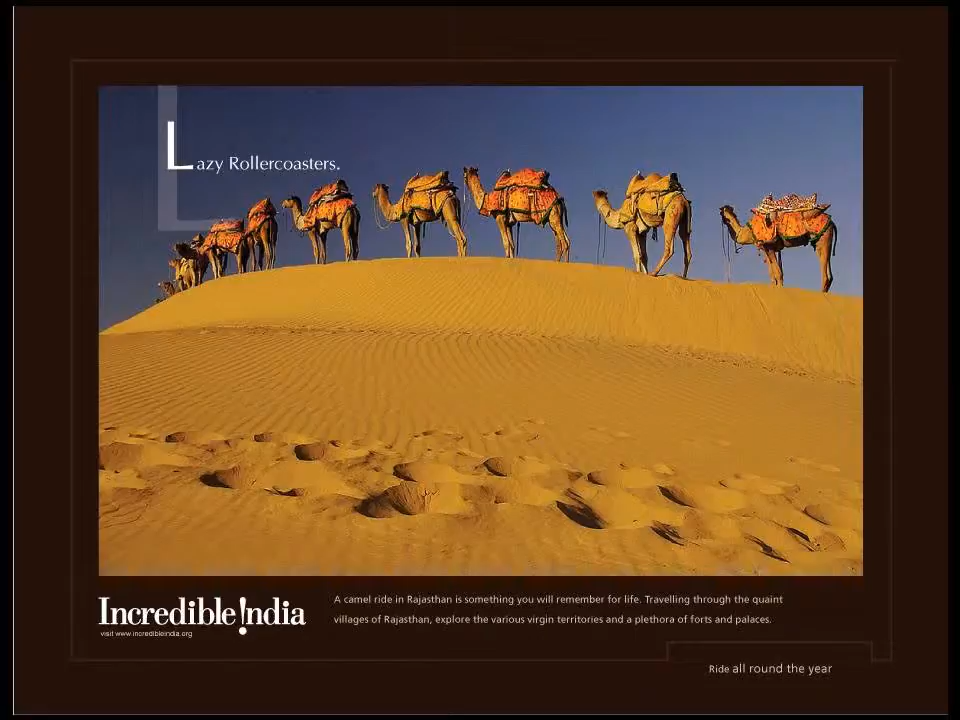 Lazy Rollercoasters.
Incredible !ndia
visit www.incredibleindia.org
A camel ride in Rajasthan is something you will remember for life. Travelling through the quaint
villages of Rajasthan, explore the various virgin territories and a plethora of forts and palaces.
Ride all round the year